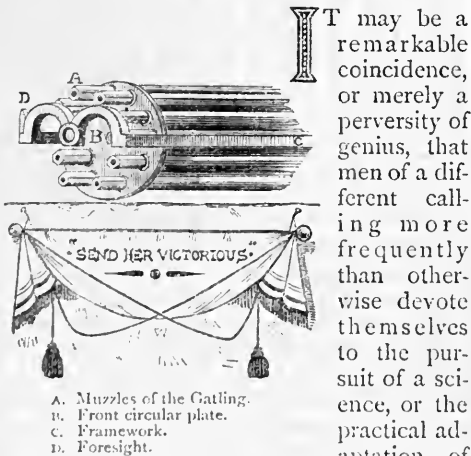 IT may be a
remarkable
coincidence,
or merely a
perversity of
genius, that
men of a dif-
ferent call-
ing more
frequently
than other-
wise devote
themselves
to the pur-
suit of a sci-
ence, or the
practical ad-
aptation of
A
D
B
C
"SEND HER VICTORIOUS"
A. Muzzles of the Gatling.
B. Front circular plate.
C. Framework.
D. Foresight.